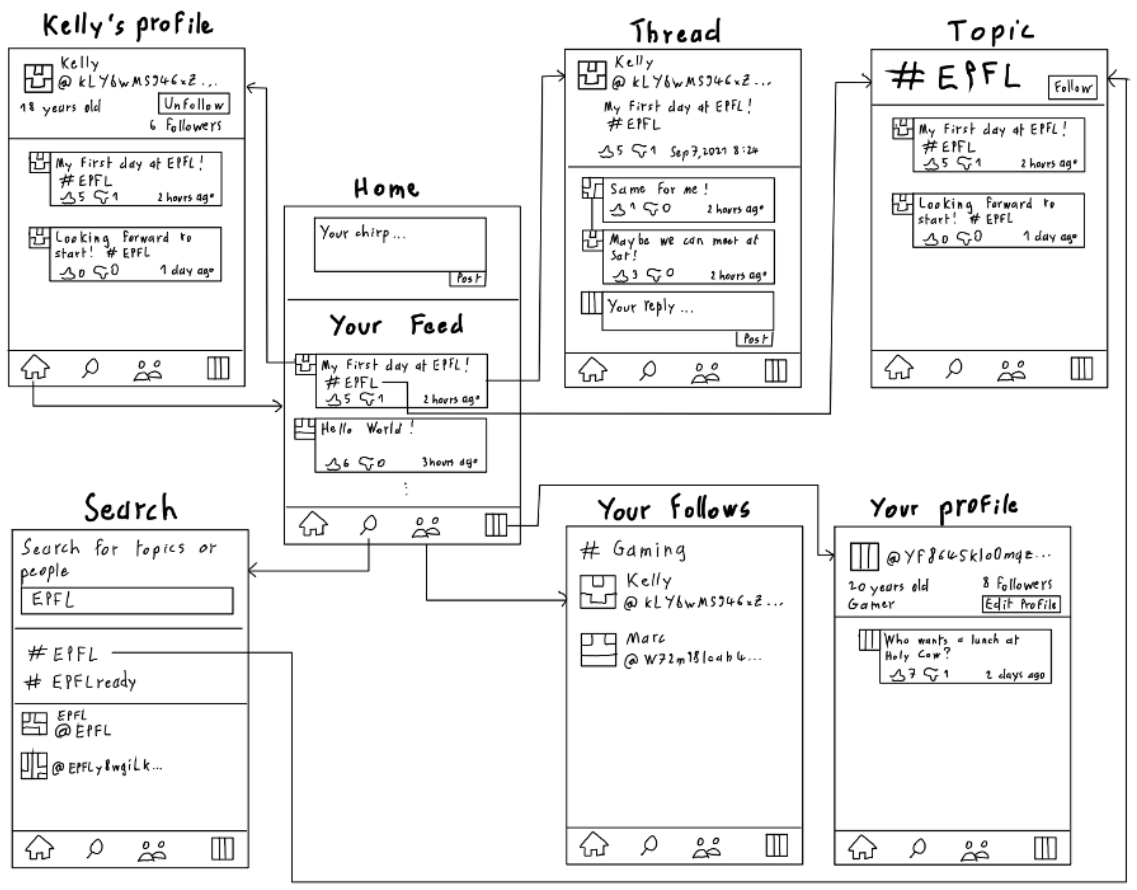 Kelly's profile
Kelly
@ kLYbwMS946xZ...
18 years old
Unfollow
6 followers
My first day at EPFL!
# EPFL
5 1 2 hours ago
Looking forward to
start! # EPFL
0 0 1 day ago
Home
Your chirp...
Post
Your Feed
My first day at EPFL!
# EPFL
5 1 2 hours ago
Hello World!
6 0 3 hours ago
⋮
Thread
Kelly
@ kLYbwMS946xZ...
My first day at EPFL!
# EPFL
5 1 Sep 7, 2021 8:24
Same for me!
1 0 2 hours ago
Maybe we can meet at
Sat!
3 0 2 hours ago
Your reply...
Post
Topic
# EPFL
Follow
My first day at EPFL!
# EPFL
5 1 2 hours ago
Looking forward to
start! # EPFL
0 0 1 day ago
Search
Search for topics or
people
EPFL
# EPFL
# EPFLready
EPFL
@ EPFL
@ EPFLy8wgiLk...
Your Follows
# Gaming
Kelly
@ kLYbwMS946xZ...
Marc
@ W72m18lcab4...
Your profile
@ YF864Sklo0mqz...
20 years old
8 followers
Gamer
Edit Profile
Who wants a lunch at
Holy Cow?
7 1 2 days ago